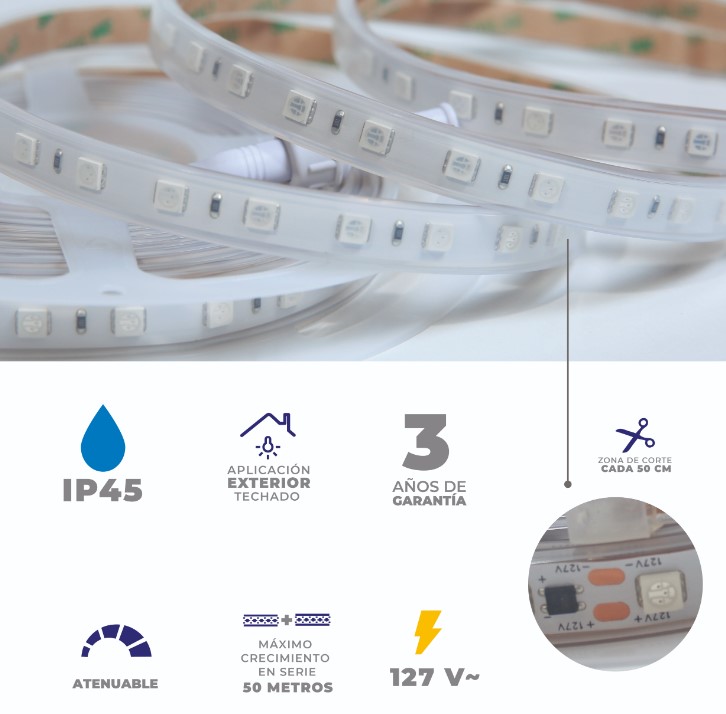 IP45
APLICACIÓN
EXTERIOR
TECHADO
3
AÑOS DE
GARANTÍA
ZONA DE CORTE
CADA 50 CM
127V -
- 127V
+
-
127V +
+ 127V
ATENUABLE
MÁXIMO
CRECIMIENTO
EN SERIE
50 METROS
127 V~